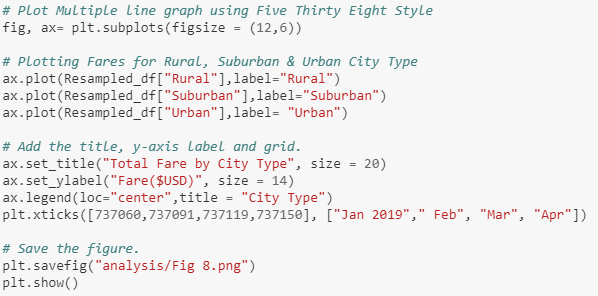 # Plot Multiple line graph using Five Thirty Eight Style
fig, ax= plt.subplots(figsize = (12,6))
# Plotting Fares for Rural, Suburban & Urban City Type
ax.plot(Resampled_df["Rural"],label="Rural")
ax.plot(Resampled_df["Suburban"],label="Suburban")
ax.plot(Resampled_df["Urban"],label= "Urban")
# Add the title, y-axis label and grid.
ax.set_title("Total Fare by City Type", size = 20)
ax.set_ylabel("Fare($USD)", size = 14)
ax.legend(loc="center",title = "City Type")
plt.xticks([737060,737091,737119,737150], ["Jan 2019"," Feb", "Mar", "Apr"])
# Save the figure.
plt.savefig("analysis/Fig 8.png")
plt.show()